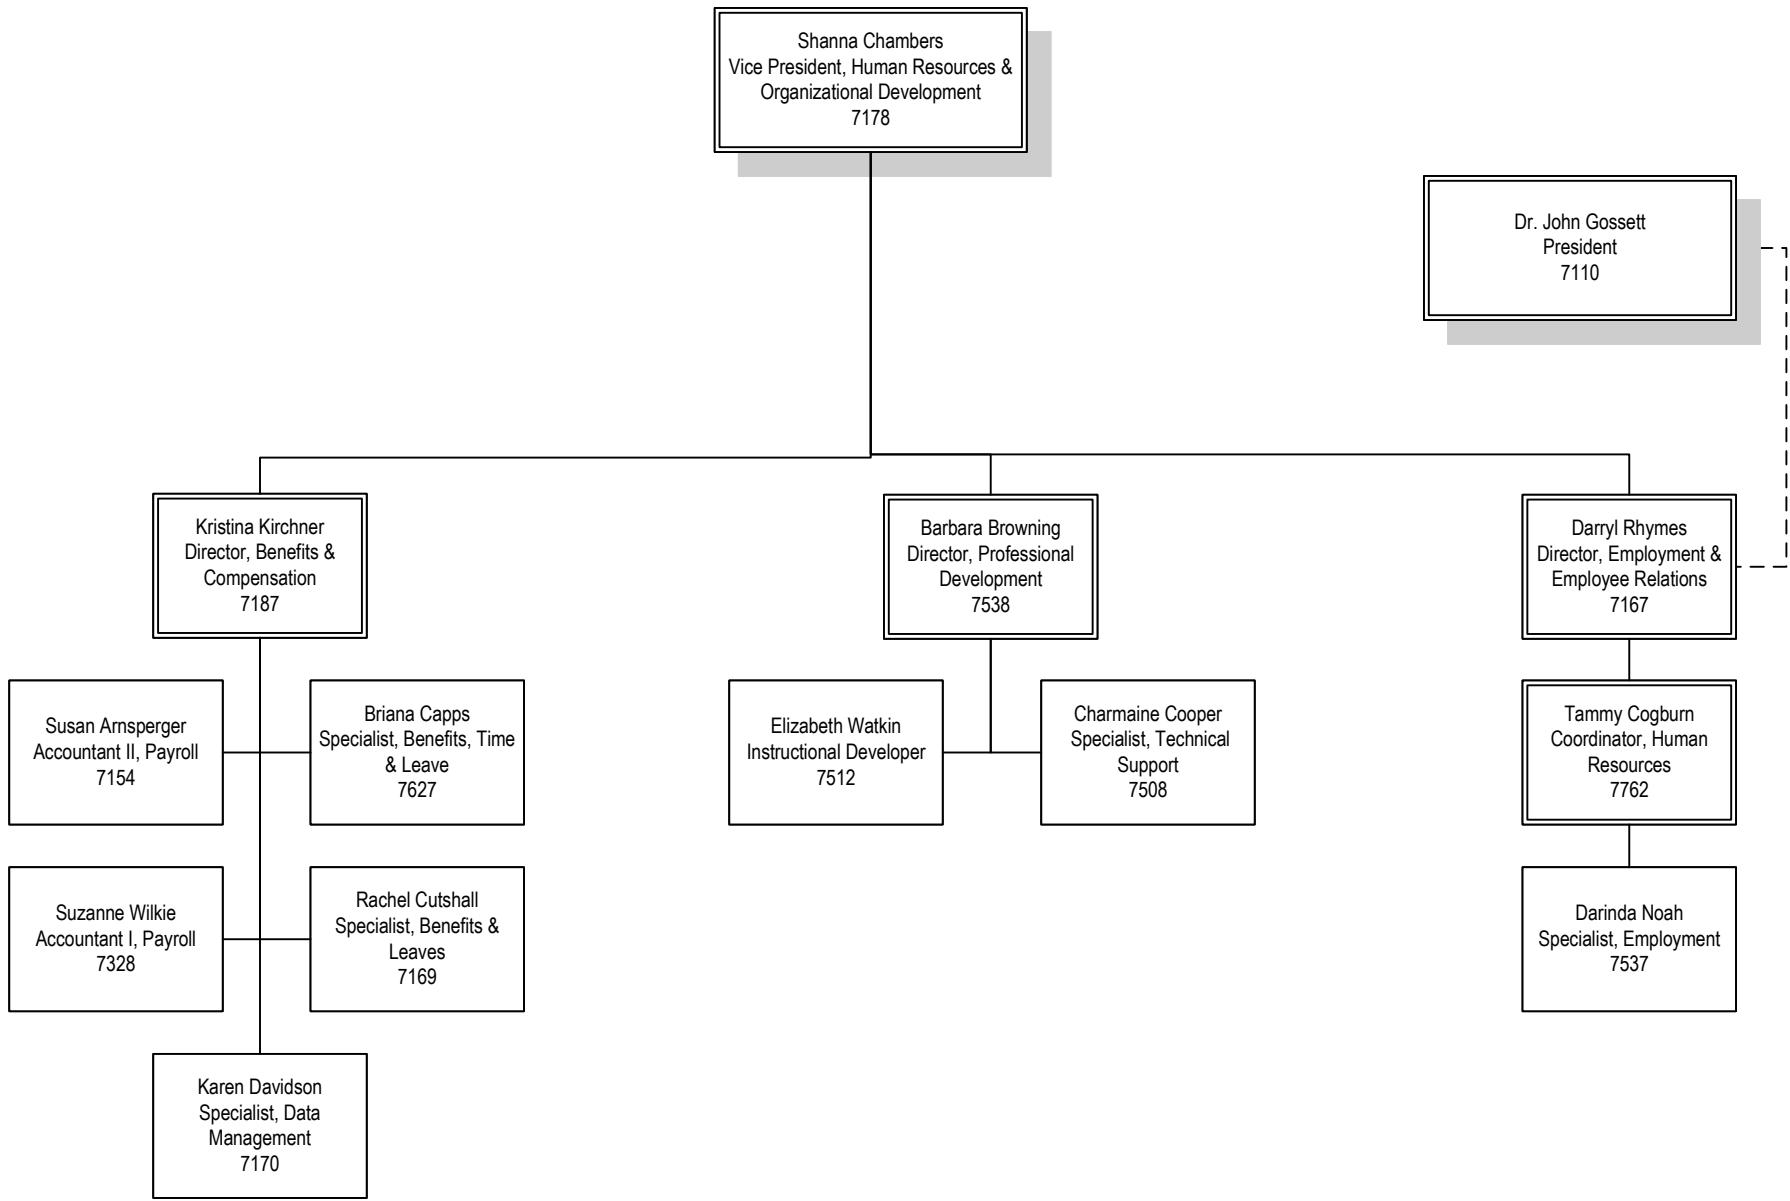 Shanna Chambers
Vice President, Human Resources &
Organizational Development
7178
Dr. John Gossett
President
7110
Kristina Kirchner
Director, Benefits &
Compensation
7187
Barbara Browning
Director, Professional
Development
7538
Darryl Rhymes
Director, Employment &
Employee Relations
7167
Susan Arnsperger
Accountant II, Payroll
7154
Briana Capps
Specialist, Benefits, Time
& Leave
7627
Elizabeth Watkin
Instructional Developer
7512
Charmaine Cooper
Specialist, Technical
Support
7508
Tammy Cogburn
Coordinator, Human
Resources
7762
Suzanne Wilkie
Accountant I, Payroll
7328
Rachel Cutshall
Specialist, Benefits &
Leaves
7169
Darinda Noah
Specialist, Employment
7537
Karen Davidson
Specialist, Data
Management
7170